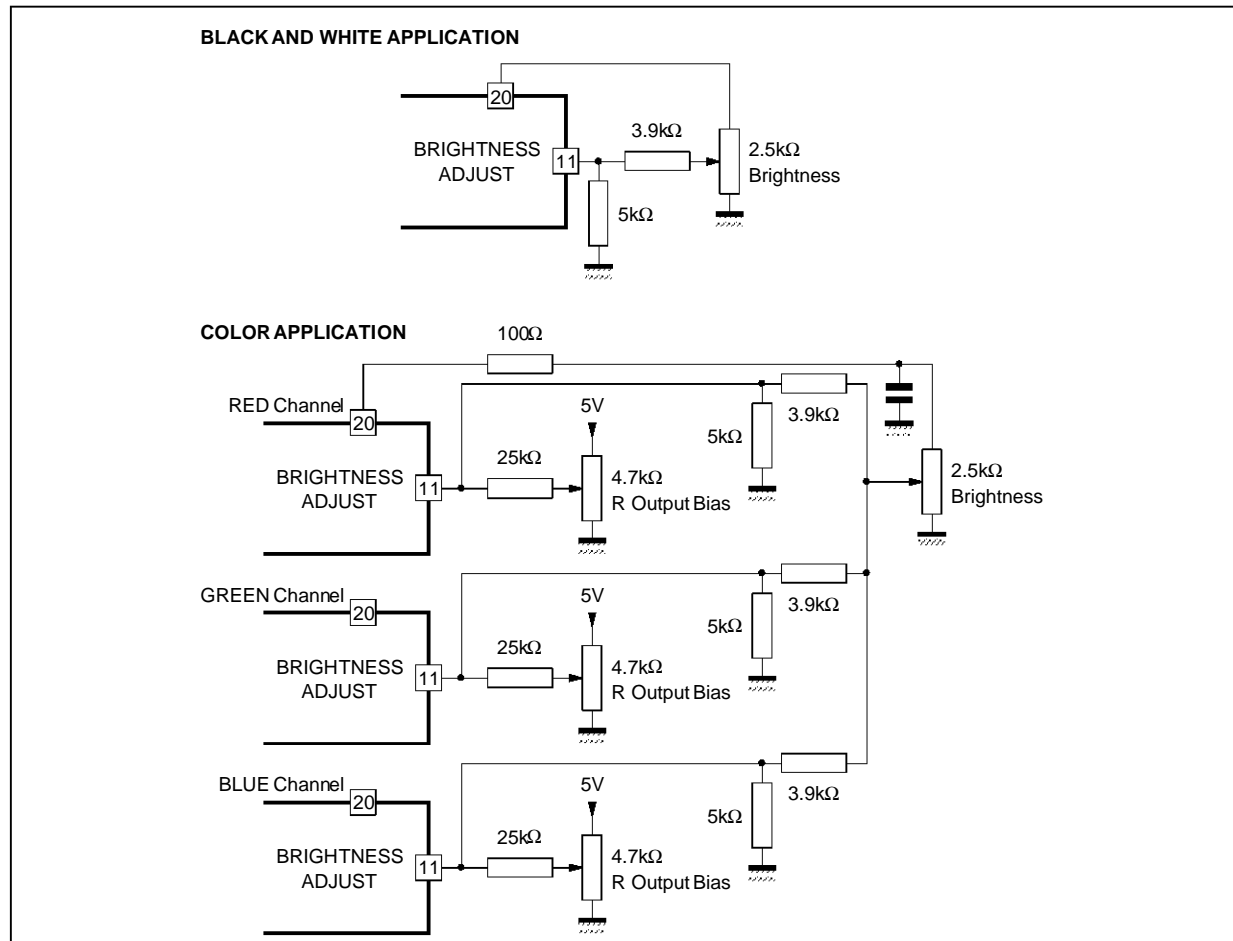 BLACK AND WHITE APPLICATION
20
3.9kΩ
BRIGHTNESS
ADJUST
11
2.5kΩ
Brightness
5kΩ
COLOR APPLICATION
100Ω
RED Channel
20
5V
3.9kΩ
5kΩ
BRIGHTNESS
ADJUST
11
25kΩ
4.7kΩ
R Output Bias
2.5kΩ
Brightness
GREEN Channel
20
5V
3.9kΩ
5kΩ
BRIGHTNESS
ADJUST
11
25kΩ
4.7kΩ
R Output Bias
BLUE Channel
20
5V
3.9kΩ
5kΩ
BRIGHTNESS
ADJUST
11
25kΩ
4.7kΩ
R Output Bias